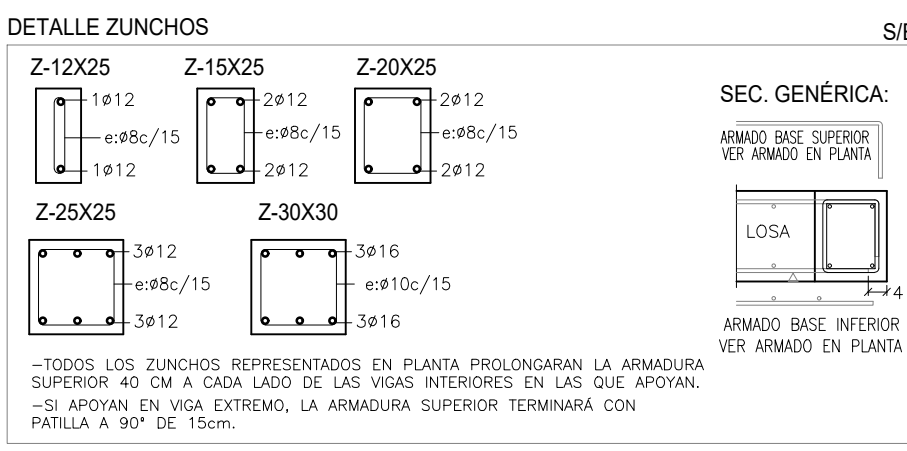 DETALLE ZUNCHOS
Z-12X25
1ø12
e:ø8c/15
1ø12
Z-15X25
2ø12
e:ø8c/15
2ø12
Z-20X25
2ø12
e:ø8c/15
2ø12
Z-25X25
3ø12
e:ø8c/15
3ø12
Z-30X30
3ø16
e:ø10c/15
3ø16
-TODOS LOS ZUNCHOS REPRESENTADOS EN PLANTA PROLONGARAN LA ARMADURA
SUPERIOR 40 CM A CADA LADO DE LAS VIGAS INTERIORES EN LAS QUE APOYAN.
-SI APOYAN EN VIGA EXTREMO, LA ARMADURA SUPERIOR TERMINARÁ CON
PATILLA A 90° DE 15cm.
SEC. GENÉRICA:
ARMADO BASE SUPERIOR
VER ARMADO EN PLANTA
LOSA
4
ARMADO BASE INFERIOR
VER ARMADO EN PLANTA